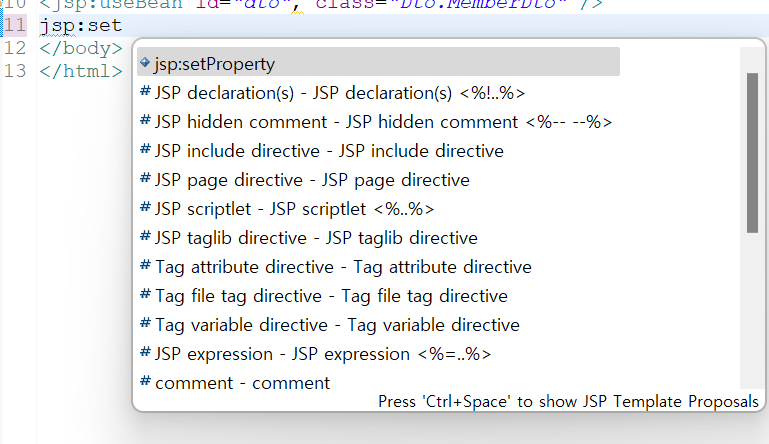 10 <jsp:useBean id="dto", class="Dto.MemberDto" />
11 jsp:set
12 </body>
13 </html>
jsp:setProperty
# JSP declaration(s) - JSP declaration(s) <%!..%>
# JSP hidden comment - JSP hidden comment <%-- --%>
# JSP include directive - JSP include directive
# JSP page directive - JSP page directive
# JSP scriptlet - JSP scriptlet <%..%>
# JSP taglib directive - JSP taglib directive
# Tag attribute directive - Tag attribute directive
# Tag file tag directive - Tag file tag directive
# Tag variable directive - Tag variable directive
# JSP expression - JSP expression <%=..%>
# comment - comment
Press 'Ctrl+Space' to show JSP Template Proposals